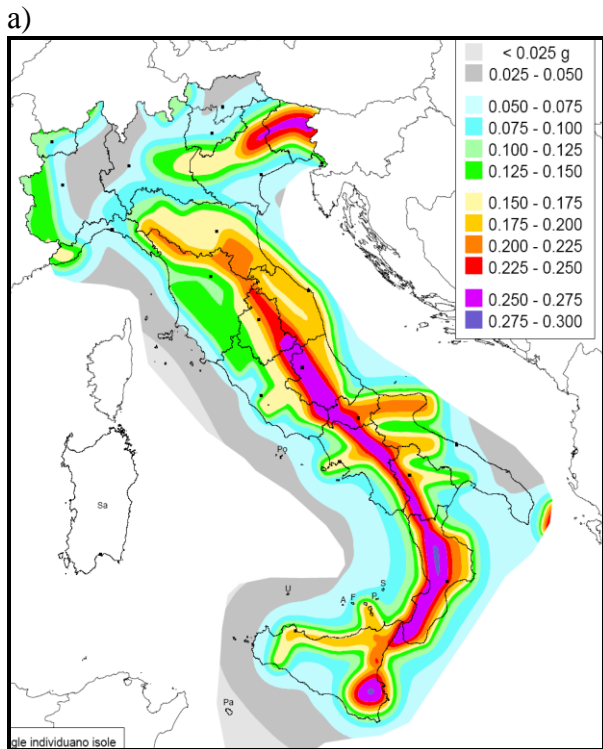 a)
< 0.025 g
0.025 - 0.050
0.050 - 0.075
0.075 - 0.100
0.100 - 0.125
0.125 - 0.150
0.150 - 0.175
0.175 - 0.200
0.200 - 0.225
0.225 - 0.250
0.250 - 0.275
0.275 - 0.300
Po
Sa
U
A
F
P
S
Pa
gle individuano isole